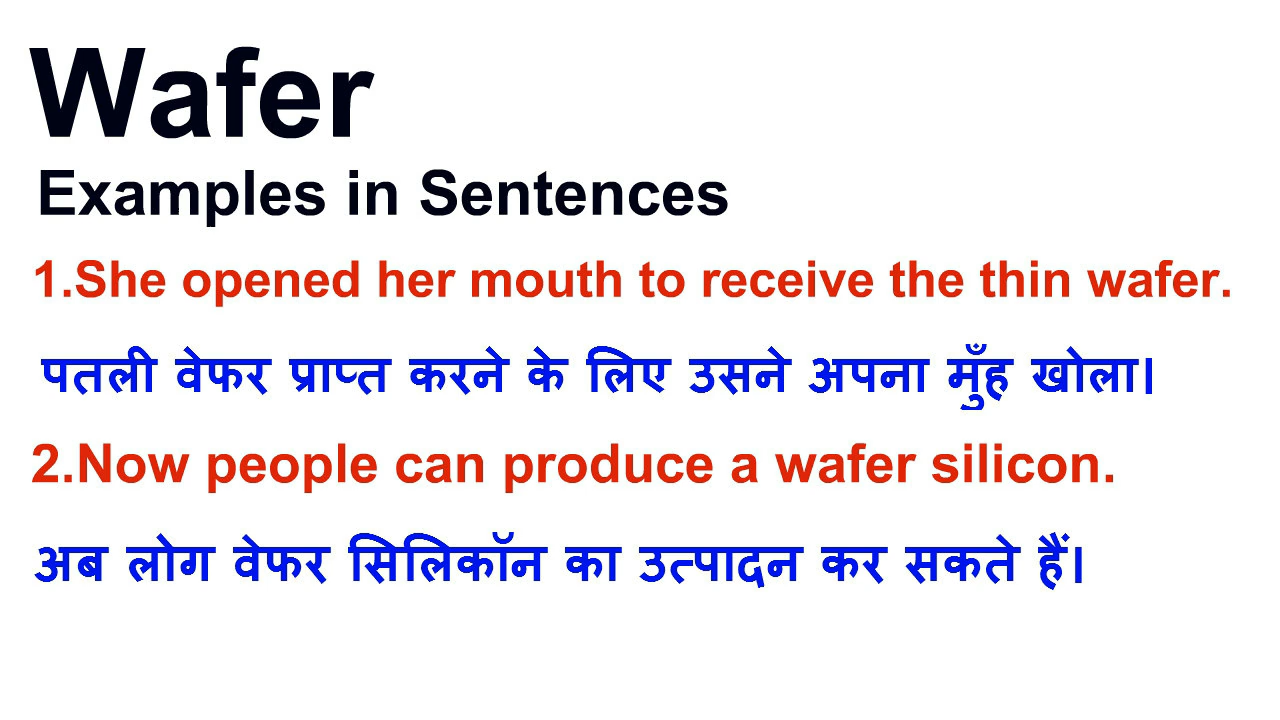 Wafer
Examples in Sentences
1.She opened her mouth to receive the thin wafer.
पतली वेफर प्राप्त करने के लिए उसने अपना मुँह खोला।
2.Now people can produce a wafer silicon.
अब लोग वेफर सिलिकॉन का उत्पादन कर सकते हैं।